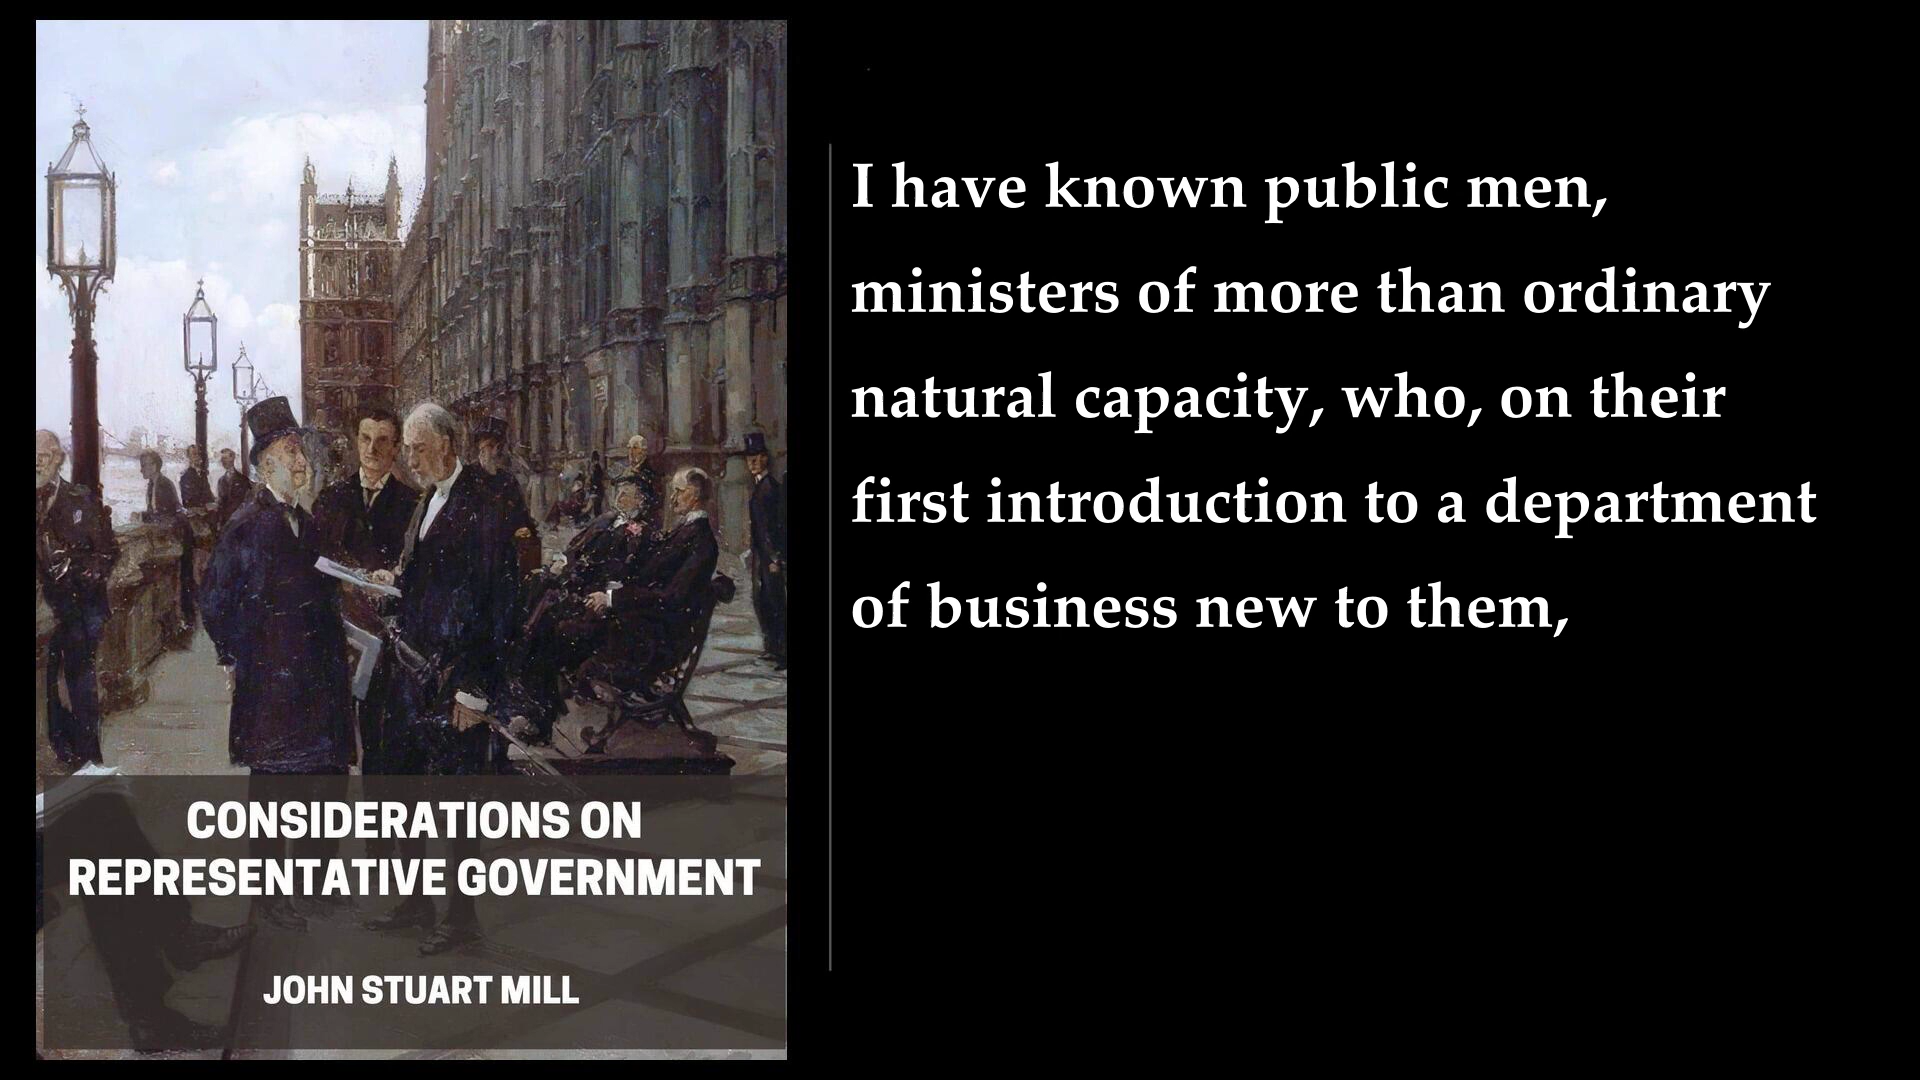 I have known public men,
ministers of more than ordinary
natural capacity, who, on their
first introduction to a department
of business new to them,
CONSIDERATIONS ON
REPRESENTATIVE GOVERNMENT
JOHN STUART MILL